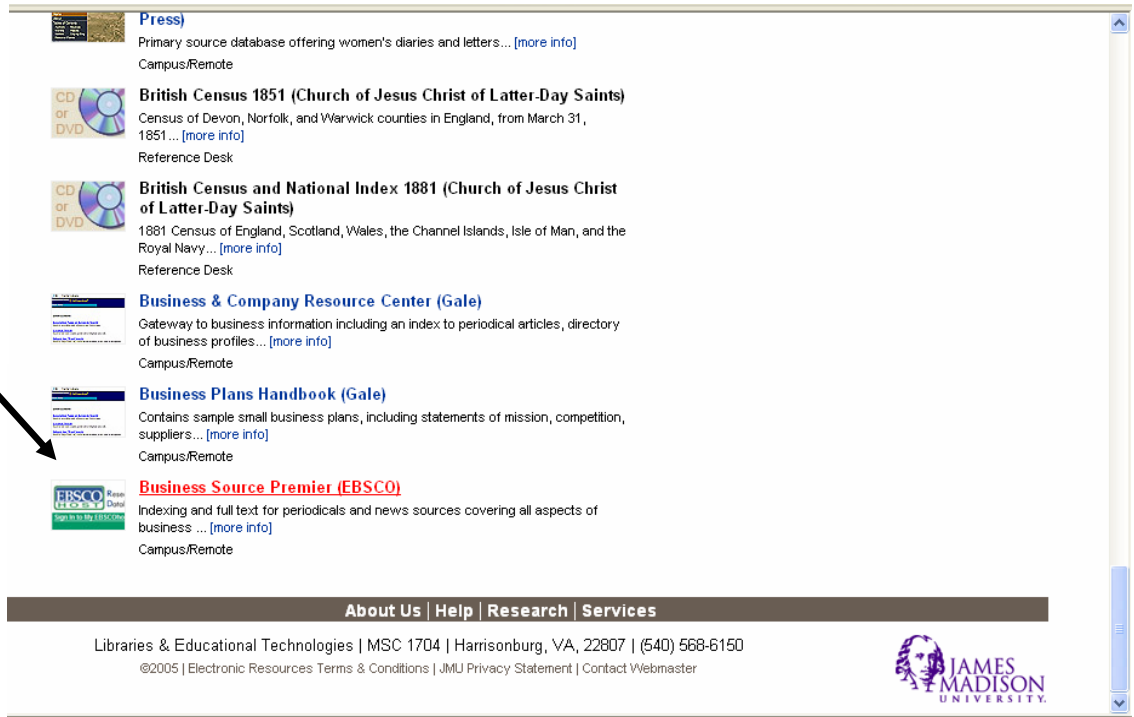 Press)
Primary source database offering women's diaries and letters... [more info]
Campus/Remote
CD
or
DVD
British Census 1851 (Church of Jesus Christ of Latter-Day Saints)
Census of Devon, Norfolk, and Warwick counties in England, from March 31,
1851... [more info]
Reference Desk
CD
or
DVD
British Census and National Index 1881 (Church of Jesus Christ
of Latter-Day Saints)
1881 Census of England, Scotland, Wales, the Channel Islands, Isle of Man, and the
Royal Navy... [more info]
Reference Desk
Business & Company Resource Center (Gale)
Gateway to business information including an index to periodical articles, directory
of business profiles... [more info]
Campus/Remote
Business Plans Handbook (Gale)
Contains sample small business plans, including statements of mission, competition,
suppliers... [more info]
Campus/Remote
EBSCO
HOST
Sign In to My EBSCOho
Business Source Premier (EBSCO)
Indexing and full text for periodicals and news sources covering all aspects of
business ... [more info]
Campus/Remote
About Us | Help | Research | Services
Libraries & Educational Technologies | MSC 1704 | Harrisonburg, VA, 22807 | (540) 568-6150
©2005 | Electronic Resources Terms & Conditions | JMU Privacy Statement | Contact Webmaster
JAMES
MADISON
UNIVERSITY.